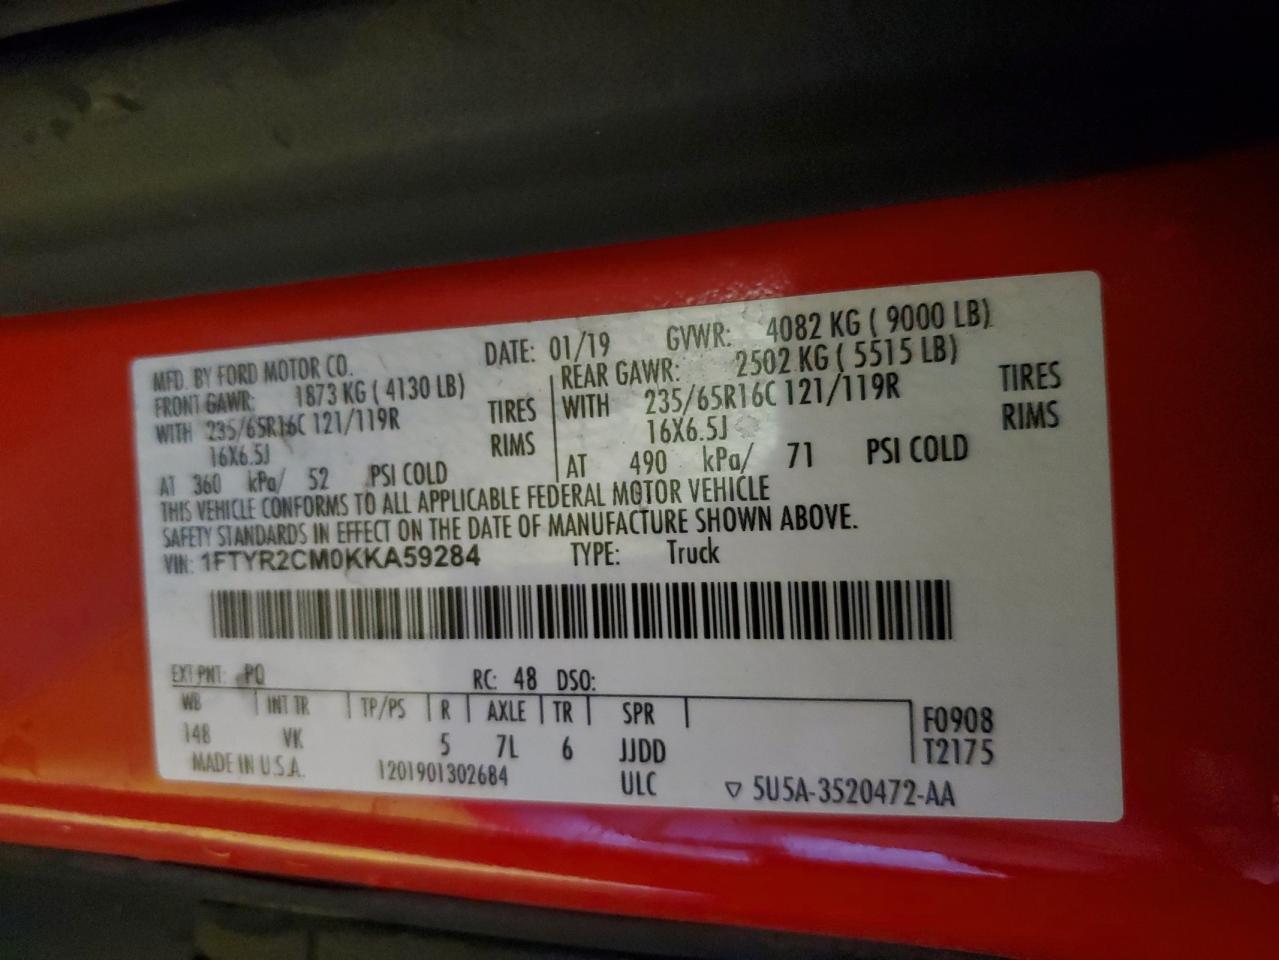 MFD. BY FORD MOTOR CO. DATE: 01/19 GVWR: 4082 KG ( 9000 LB)
FRONT GAWR: 1873 KG ( 4130 LB) REAR GAWR: 2502 KG ( 5515 LB)
WITH 235/65R16C 121/119R TIRES WITH 235/65R16C 121/119R TIRES
16X6.5J RIMS 16X6.5J RIMS
AT 360 kPa/ 52 PSI COLD AT 490 kPa/ 71 PSI COLD
THIS VEHICLE CONFORMS TO ALL APPLICABLE FEDERAL MOTOR VEHICLE
SAFETY STANDARDS IN EFFECT ON THE DATE OF MANUFACTURE SHOWN ABOVE.
VIN: 1FTYR2CM0KKA59284 TYPE: Truck
EXT PNT: PQ RC: 48 DSO:
WB INT TR TP/PS R AXLE TR SPR F0908
148 VK 5 7L 6 JJDD T2175
MADE IN U.S.A. 1201901302684 ULC ▽ 5U5A-3520472-AA